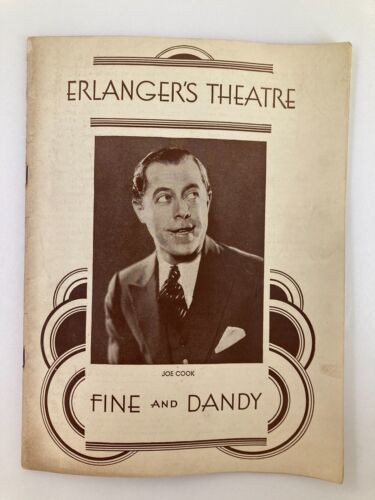 ERLANGER'S THEATRE
JOE COOK
FINE AND DANDY